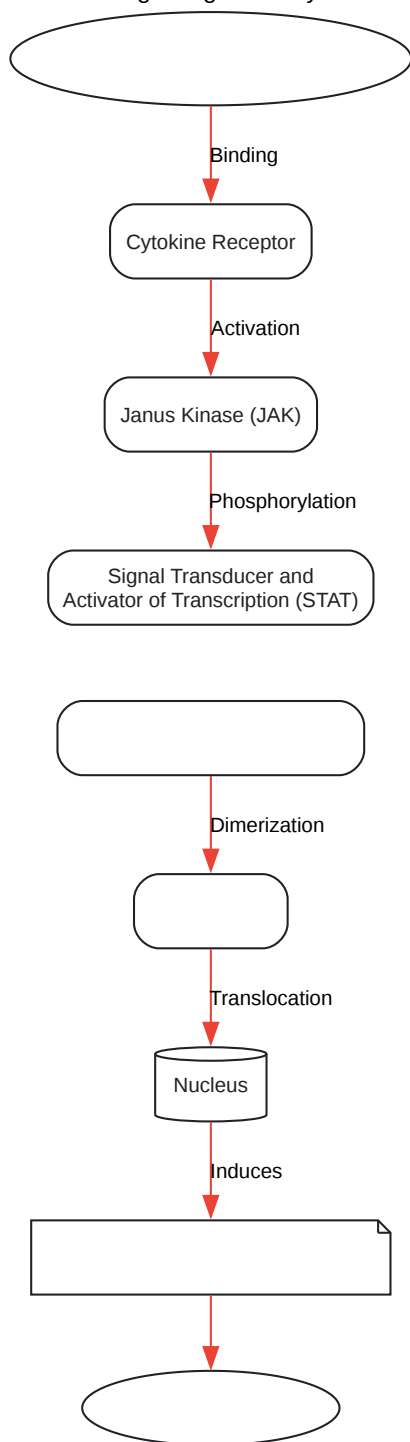 Binding
Cytokine Receptor
Activation
Janus Kinase (JAK)
Phosphorylation
Signal Transducer and
Activator of Transcription (STAT)
Dimerization
Translocation
Nucleus
Induces